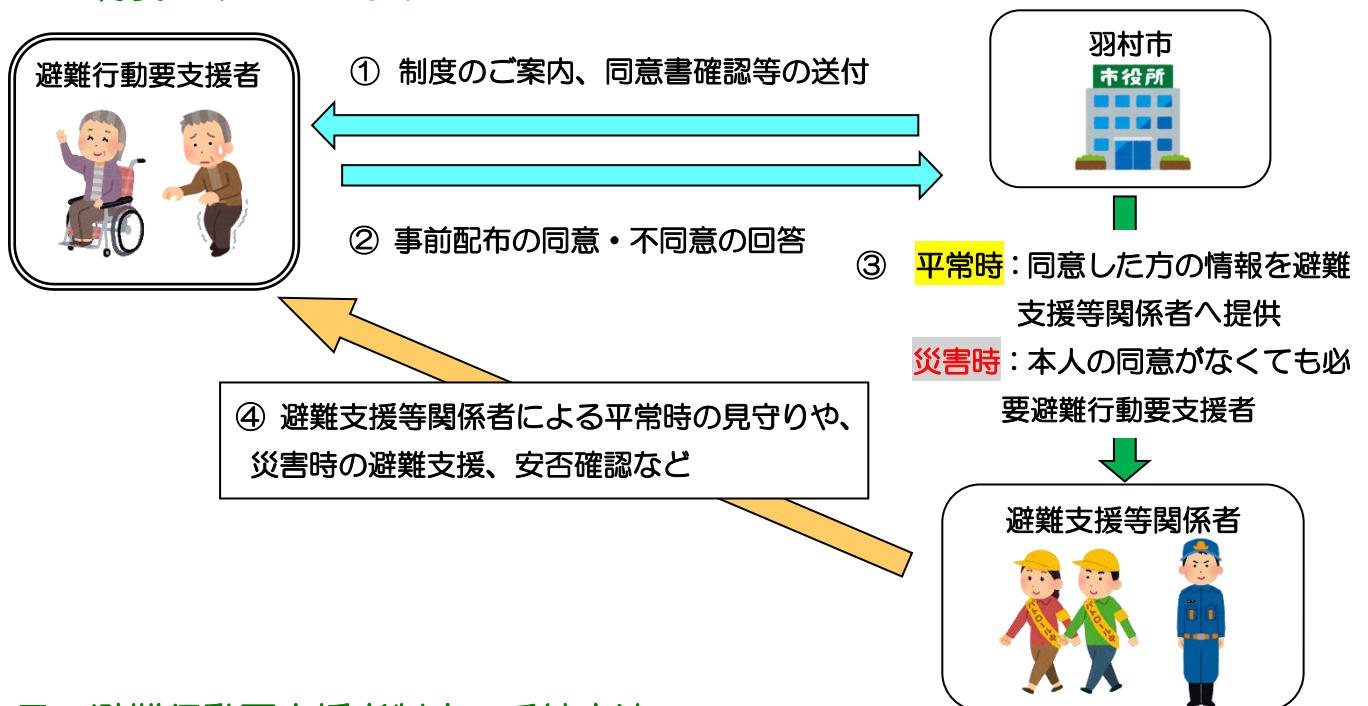 避難行動要支援者
① 制度のご案内、同意書確認等の送付
羽村市
市役所
② 事前配布の同意・不同意の回答
③ 平常時：同意した方の情報を避難
支援等関係者へ提供
災害時：本人の同意がなくても必
要避難行動要支援者
④ 避難支援等関係者による平常時の見守りや、
災害時の避難支援、安否確認など
避難支援等関係者